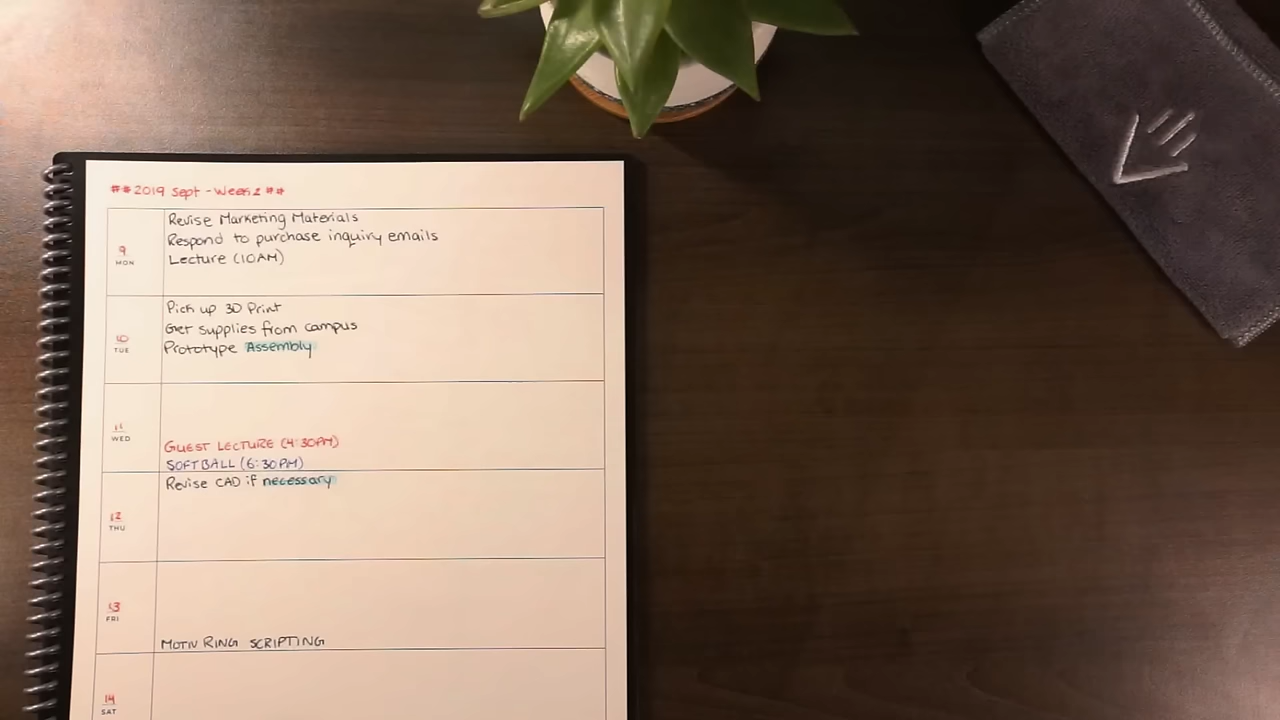 ##2019 Sept - Week 2 ##
Revise Marketing Materials
Respond to purchase inquiry emails
9
MON
Lecture (10AM)
Pick up 3D Print
Get supplies from campus
10
TUE
Prototype Assembly
11
WED
GUEST LECTURE (4:30PM)
SOFTBALL (6:30PM)
Revise CAD if necessary
12
THU
13
FRI
MOTIV RING SCRIPTING
14
SAT